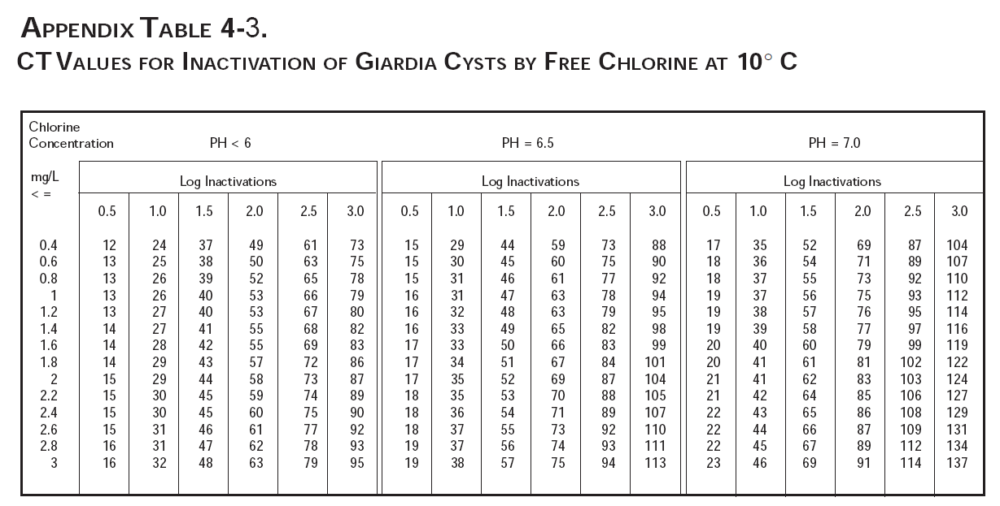 APPENDIX TABLE 4-3.
CT VALUES FOR INACTIVATION OF GIARDIA CYSTS BY FREE CHLORINE AT 10° C
Chlorine
Concentration PH < 6 PH = 6.5 PH = 7.0
mg/L Log Inactivations Log Inactivations Log Inactivations
< =
0.5 1.0 1.5 2.0 2.5 3.0 0.5 1.0 1.5 2.0 2.5 3.0 0.5 1.0 1.5 2.0 2.5 3.0
0.4 12 24 37 49 61 73 15 29 44 59 73 88 17 35 52 69 87 104
0.6 13 25 38 50 63 75 15 30 45 60 75 90 18 36 54 71 89 107
0.8 13 26 39 52 65 78 15 31 46 61 77 92 18 37 55 73 92 110
1 13 26 40 53 66 79 16 31 47 63 78 94 19 37 56 75 93 112
1.2 13 27 40 53 67 80 16 32 48 63 79 95 19 38 57 76 95 114
1.4 14 27 41 55 68 82 16 33 49 65 82 98 19 39 58 77 97 116
1.6 14 28 42 55 69 83 17 33 50 66 83 99 20 40 60 79 99 119
1.8 14 29 43 57 72 86 17 34 51 67 84 101 20 41 61 81 102 122
2 15 29 44 58 73 87 17 35 52 69 87 104 21 41 62 83 103 124
2.2 15 30 45 59 74 89 18 35 53 70 88 105 21 42 64 85 106 127
2.4 15 30 45 60 75 90 18 36 54 71 89 107 22 43 65 86 108 129
2.6 15 31 46 61 77 92 18 37 55 73 92 110 22 44 66 87 109 131
2.8 16 31 47 62 78 93 19 37 56 74 93 111 22 45 67 89 112 134
3 16 32 48 63 79 95 19 38 57 75 94 113 23 46 69 91 114 137